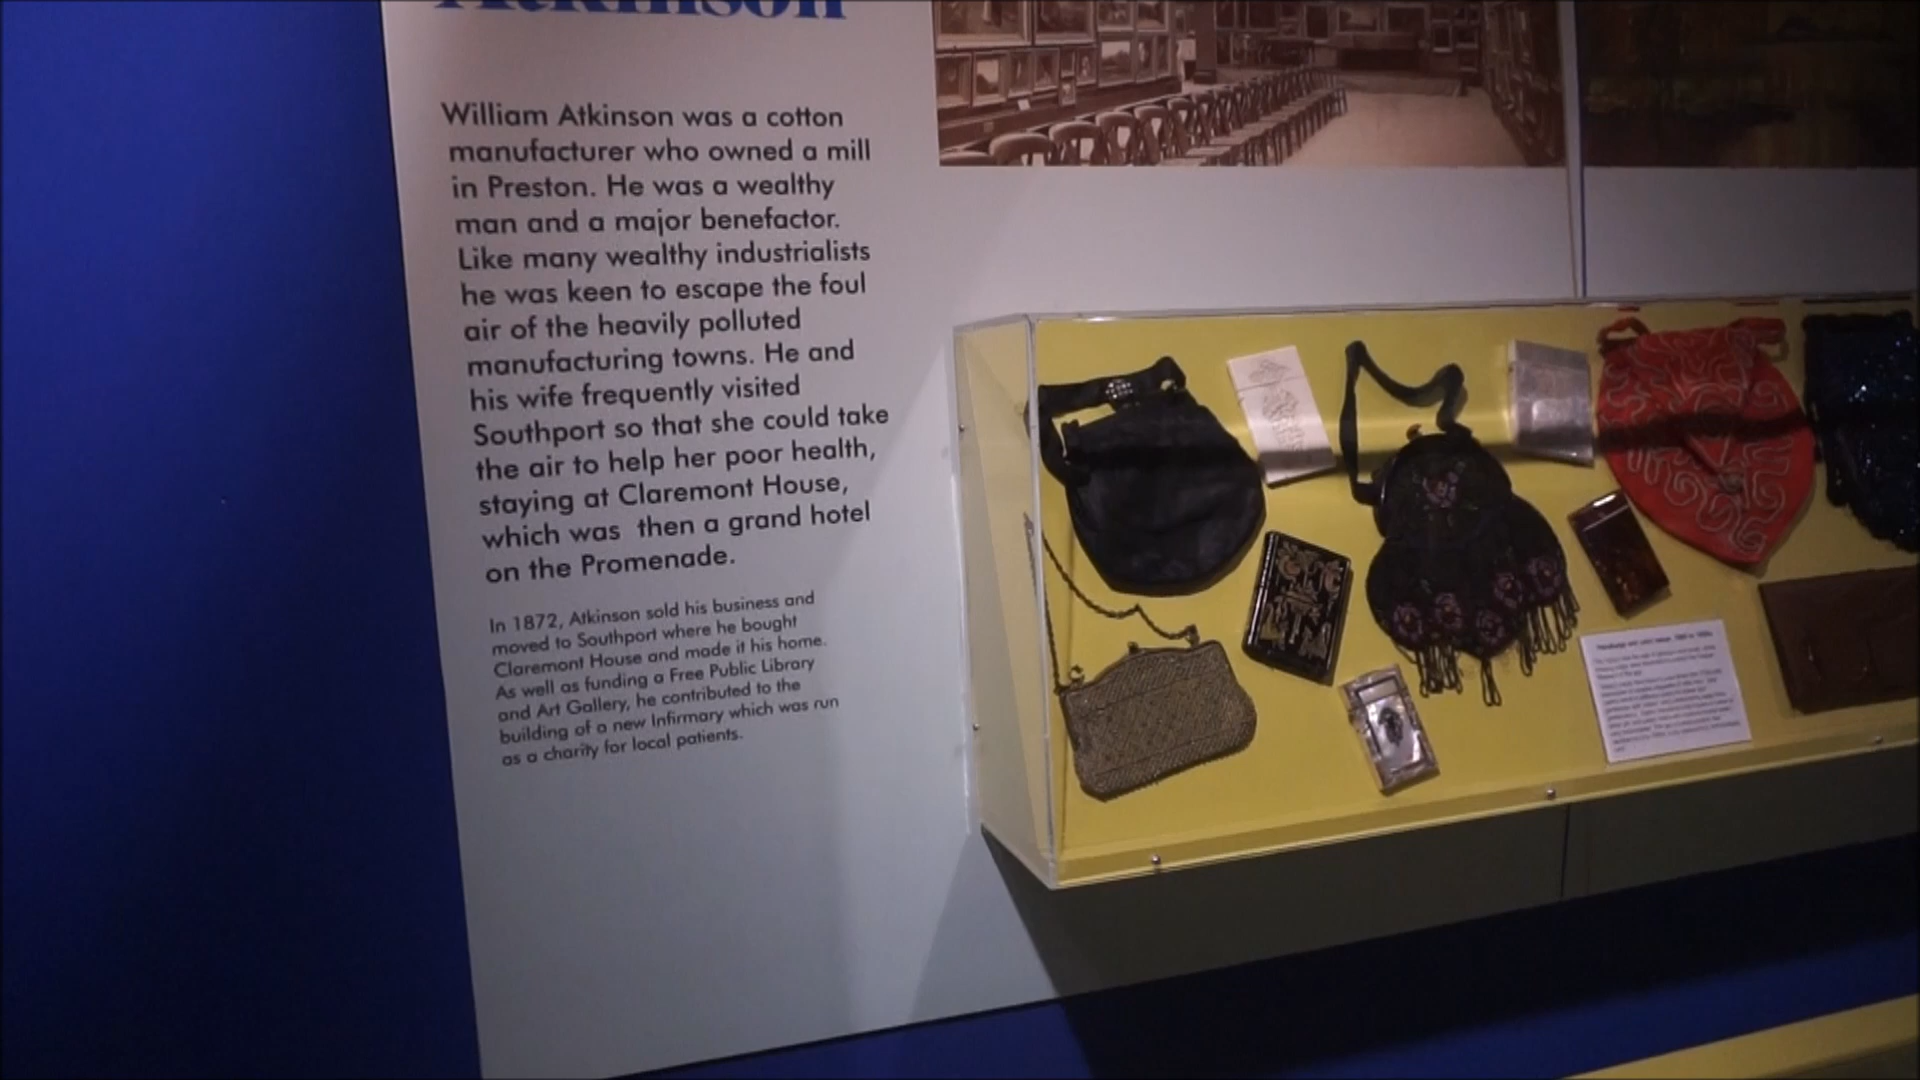 Atkinson
William Atkinson was a cotton
manufacturer who owned a mill
in Preston. He was a wealthy
man and a major benefactor.
Like many wealthy industrialists
he was keen to escape the foul
air of the heavily polluted
manufacturing towns. He and
his wife frequently visited
Southport so that she could take
the air to help her poor health,
staying at Claremont House,
which was then a grand hotel
on the Promenade.
In 1872, Atkinson sold his business and
moved to Southport where he bought
Claremont House and made it his home.
As well as funding a Free Public Library
and Art Gallery, he contributed to the
building of a new Infirmary which was run
as a charity for local patients.